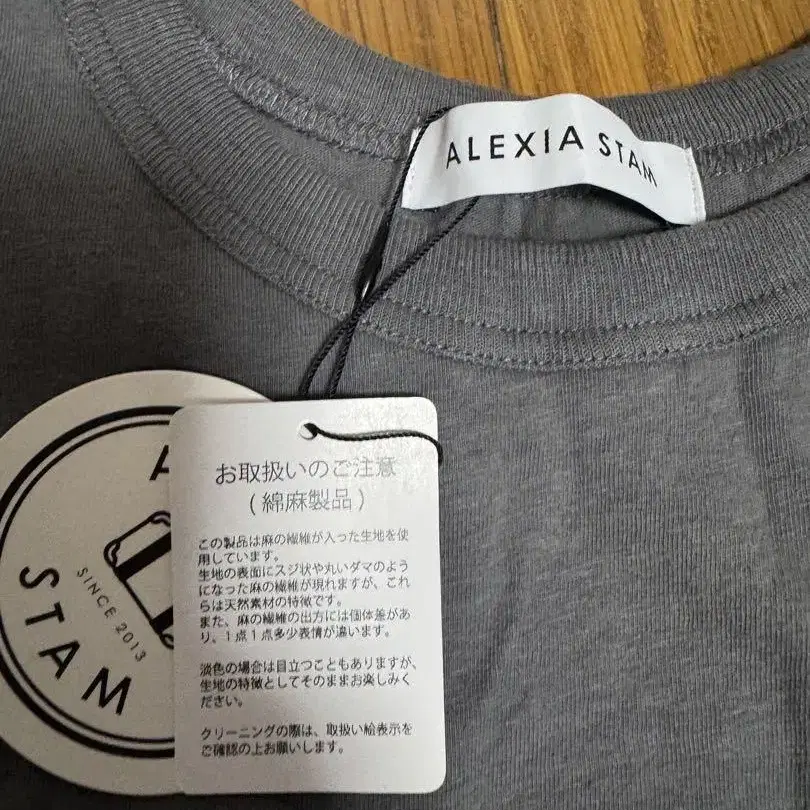 ALEXIA STAM
お取扱いのご注意
(綿麻製品)
この製品は麻の繊維が入った生地を使
用しています。
生地の表面にスジ状や丸いダマのよう
になった麻の繊維が現れますが、これ
らは天然素材の特徴です。
また、麻の繊維の出方には個体差があ
り、1点1点多少表情が違います。
淡色の場合は目立つこともありますが、
生地の特徴としてそのままお楽しみく
ださい。
クリーニングの際は、取扱い絵表示を
ご確認の上お願いします。
A
SINCE 2013
STAM